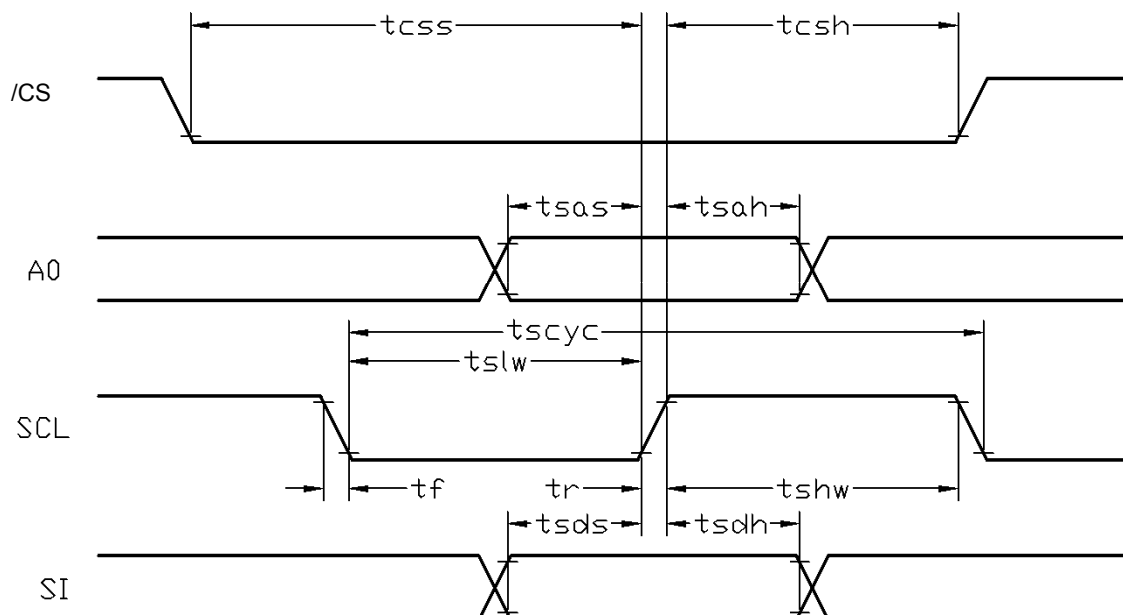 tcss tcsh
/CS
tsas tsah
A0
tscyc
tslw
SCL
tf tr tshw
tsds tsdh
SI